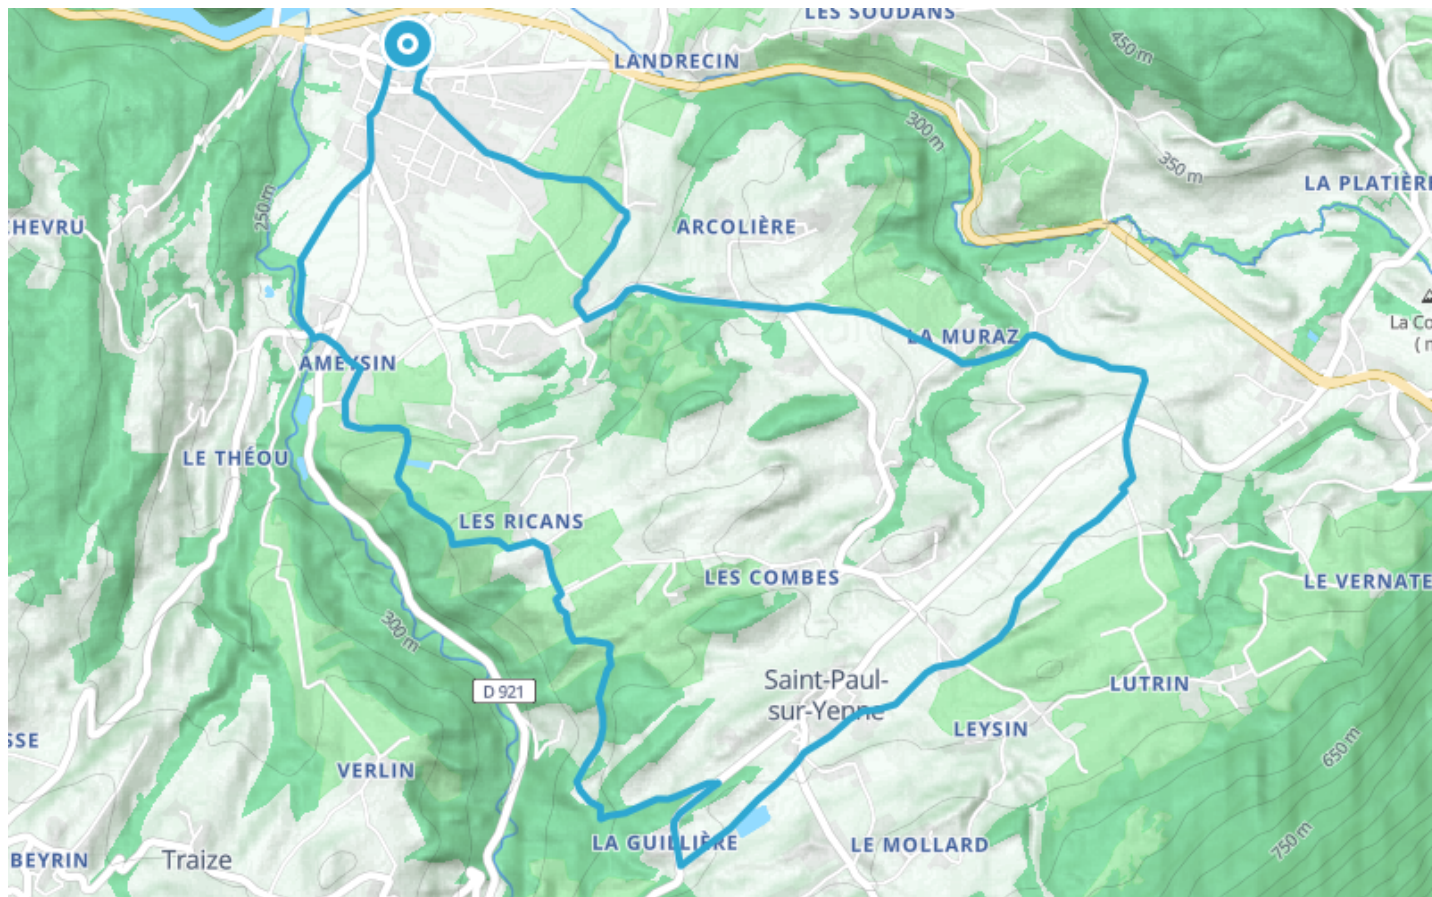 LES SOUDANS
450 m
LANDRECIN
300 m
350 m
LA PLATIÈRE
250 m
CHEVRU
ARCOLIÈRE
La Co
( m
LA MURAZ
AMEYSIN
LE THÉOU
LES RICANS
LES COMBES
LE VERNATE
300 m
D 921
Saint-Paul-
sur-Yenne
LUTRIN
LEYSIN
SSE
VERLIN
650 m
LA GUILLIÈRE
LE MOLLARD
750 m
BEYRIN
Traize